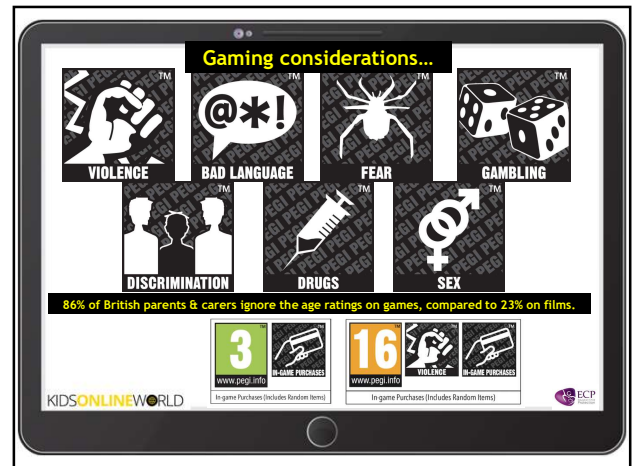 Gaming considerations…
VIOLENCE
BAD LANGUAGE
FEAR
GAMBLING
DISCRIMINATION
DRUGS
SEX
86% of British parents & carers ignore the age ratings on games, compared to 23% on films.
3
www.pegi.info
IN-GAME PURCHASES
In-game Purchases (Includes Random Items)
16
www.pegi.info
VIOLENCE
IN-GAME PURCHASES
In-game Purchases (Includes Random Items)
KIDSONLINEWORLD
ECP